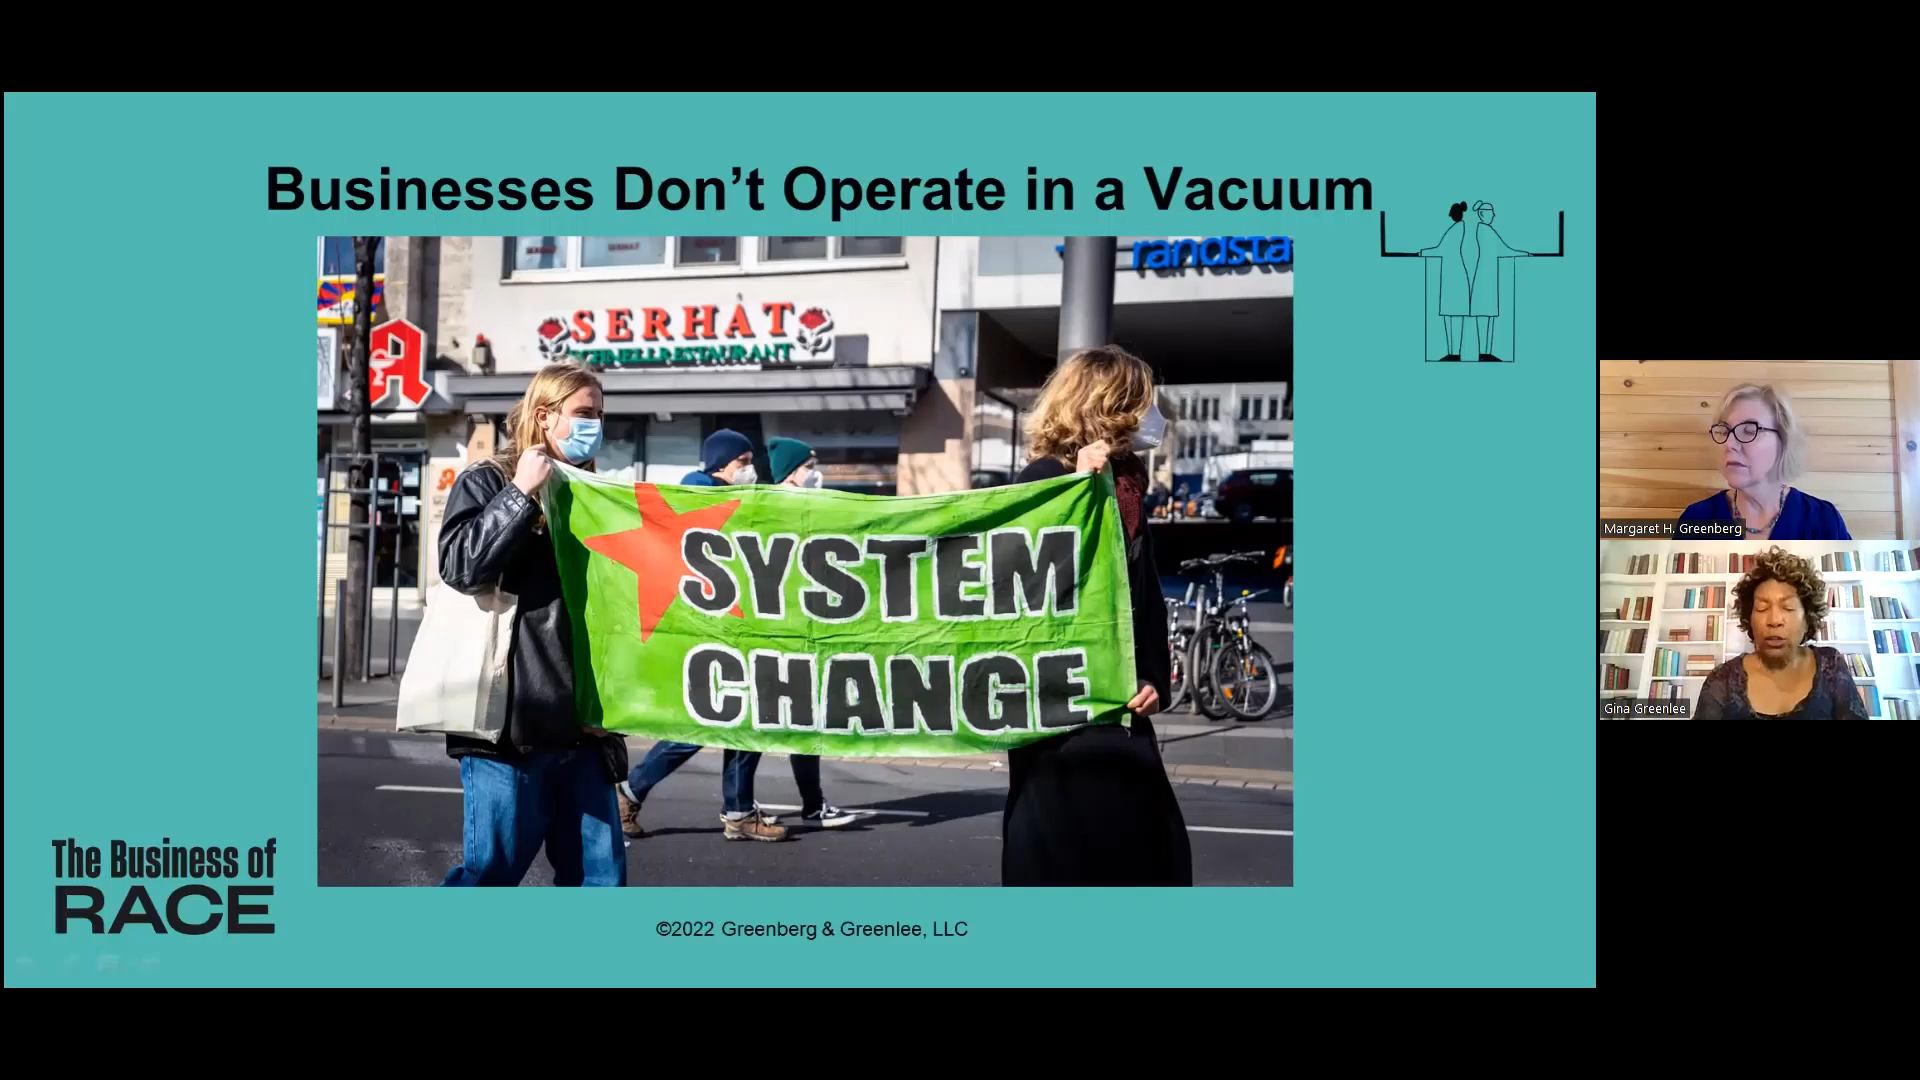 Businesses Don’t Operate in a Vacuum
randsta
SERHAT
SCHNELLRESTAURANT
A
SYSTEM
CHANGE
Margaret H. Greenberg
Gina Greenlee
The Business of
RACE
©2022 Greenberg & Greenlee, LLC